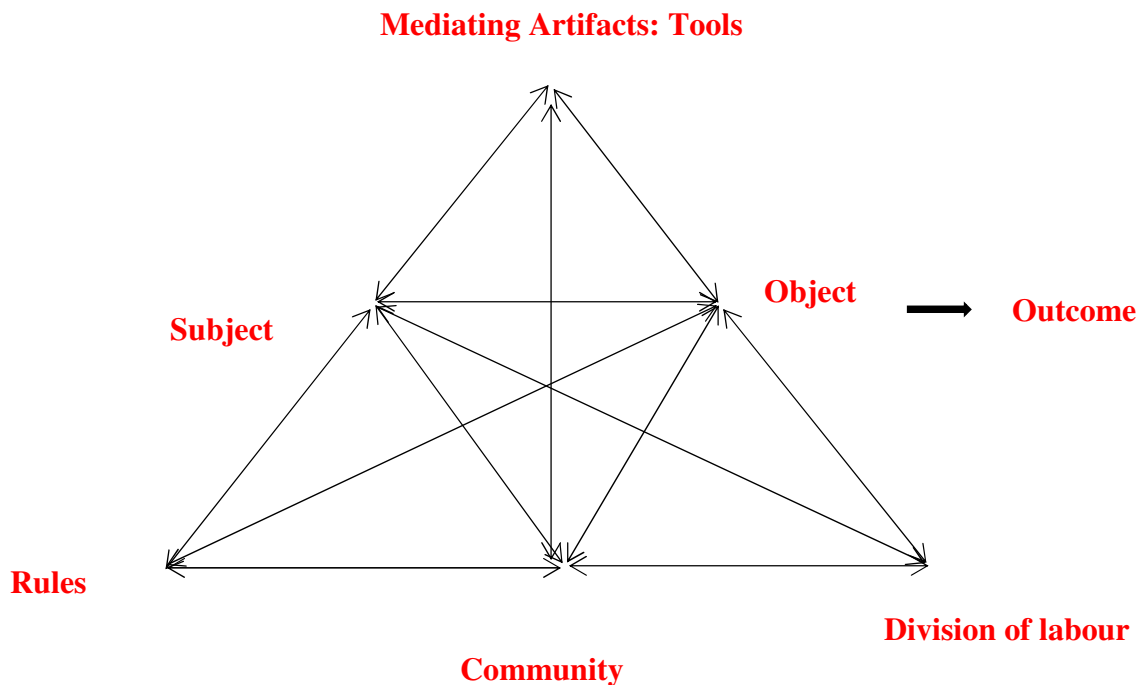 Mediating Artifacts: Tools
Object
Outcome
Subject
Rules
Division of labour
Community